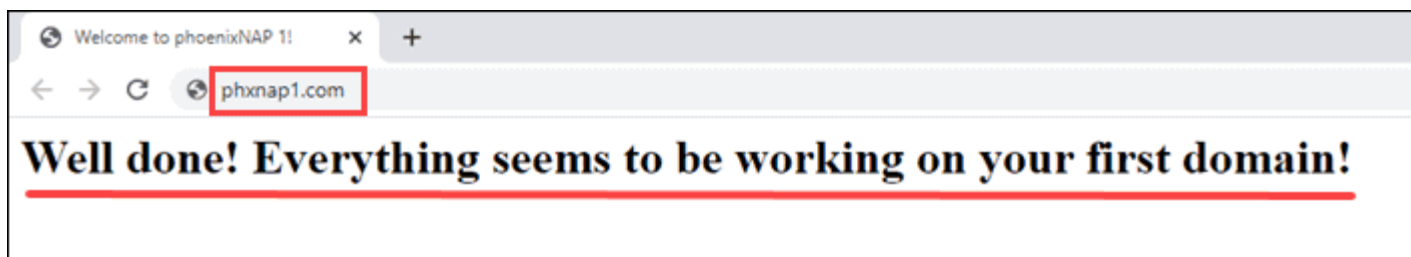 Welcome to phoenixNAP 1!
phxnap1.com
Well done! Everything seems to be working on your first domain!